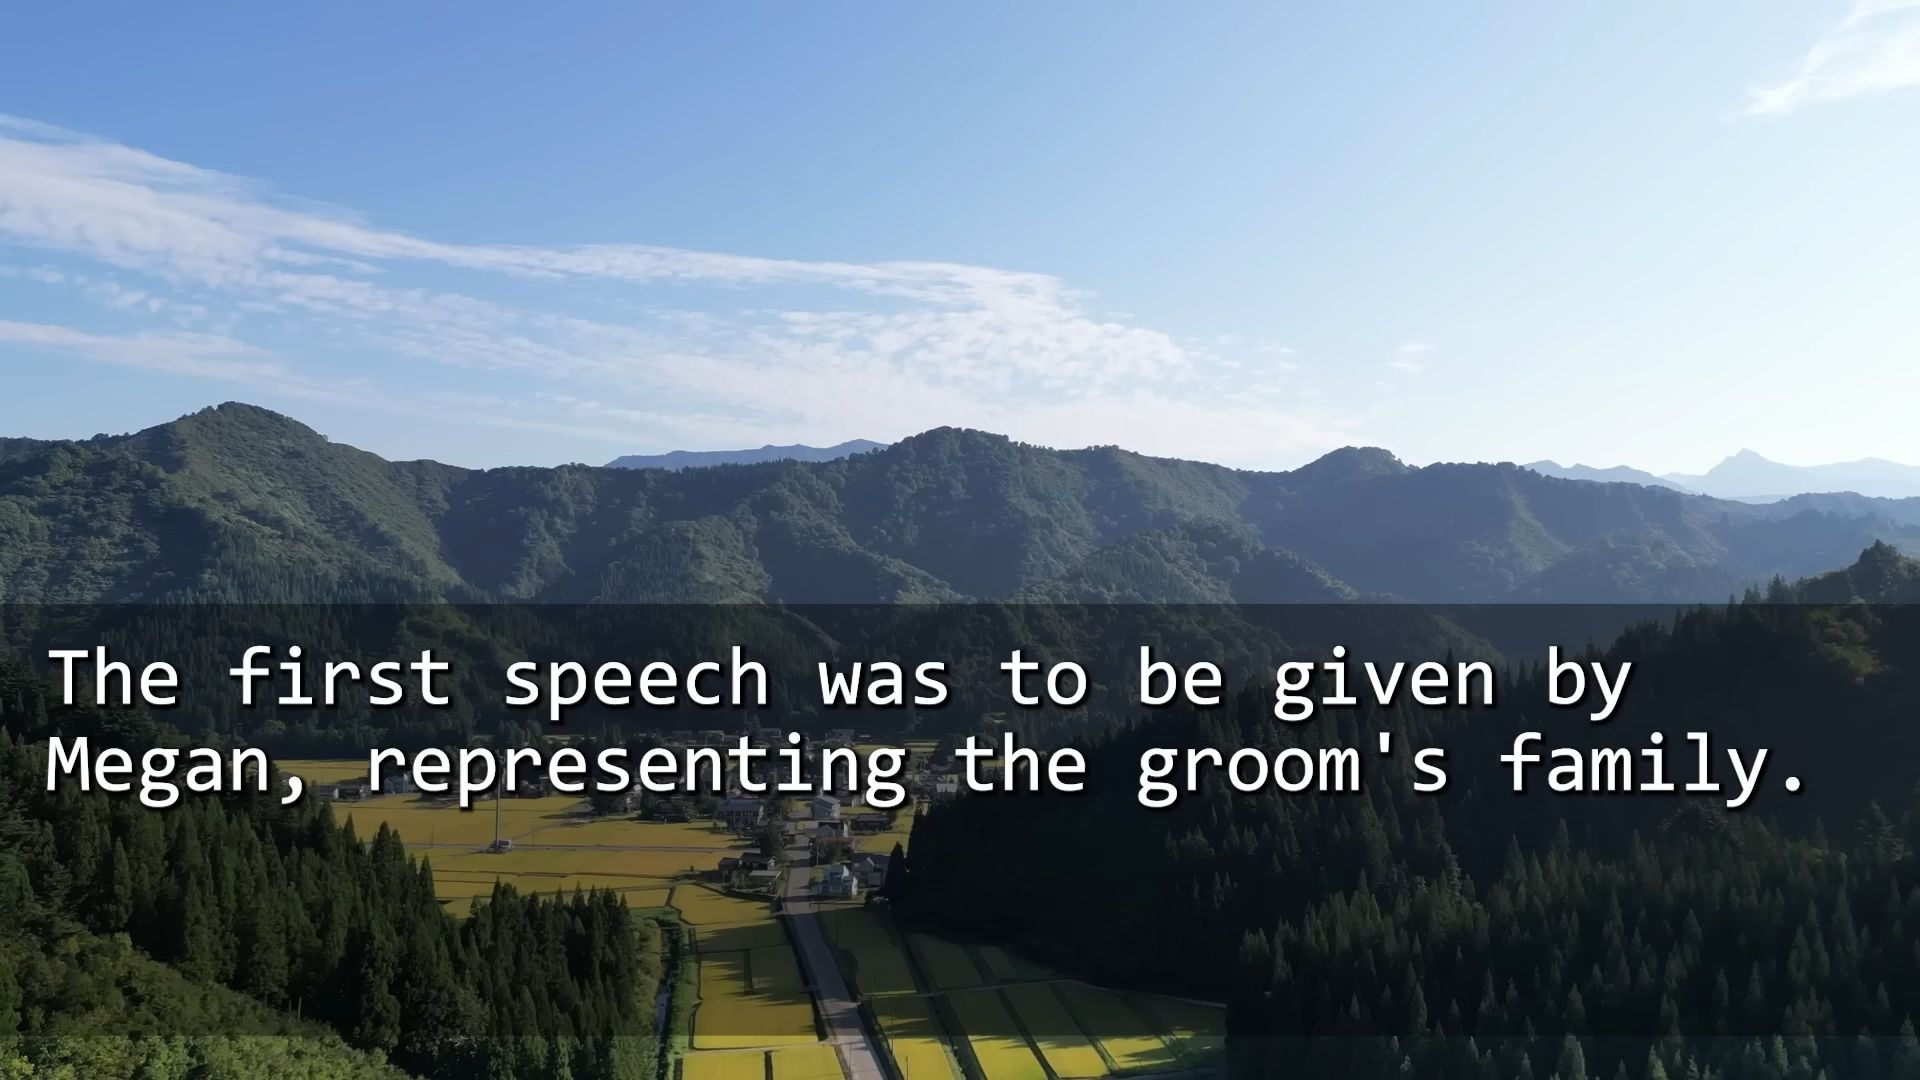 The first speech was to be given by
Megan, representing the groom's family.